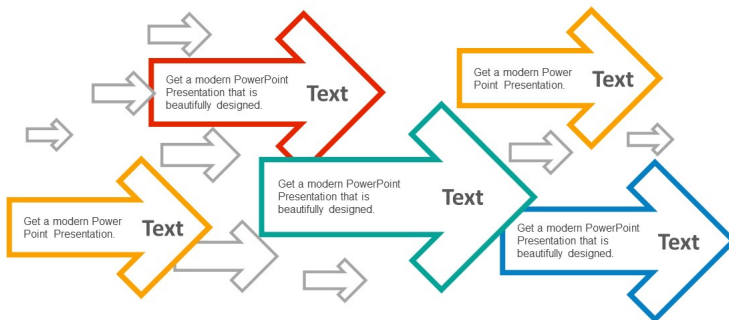 Get a modern PowerPoint
Presentation that is
beautifully designed.
Text
Get a modern Power
Point Presentation.
Text
Get a modern Power
Point Presentation.
Text
Get a modern PowerPoint
Presentation that is
beautifully designed.
Text
Get a modern PowerPoint
Presentation that is
beautifully designed.
Text